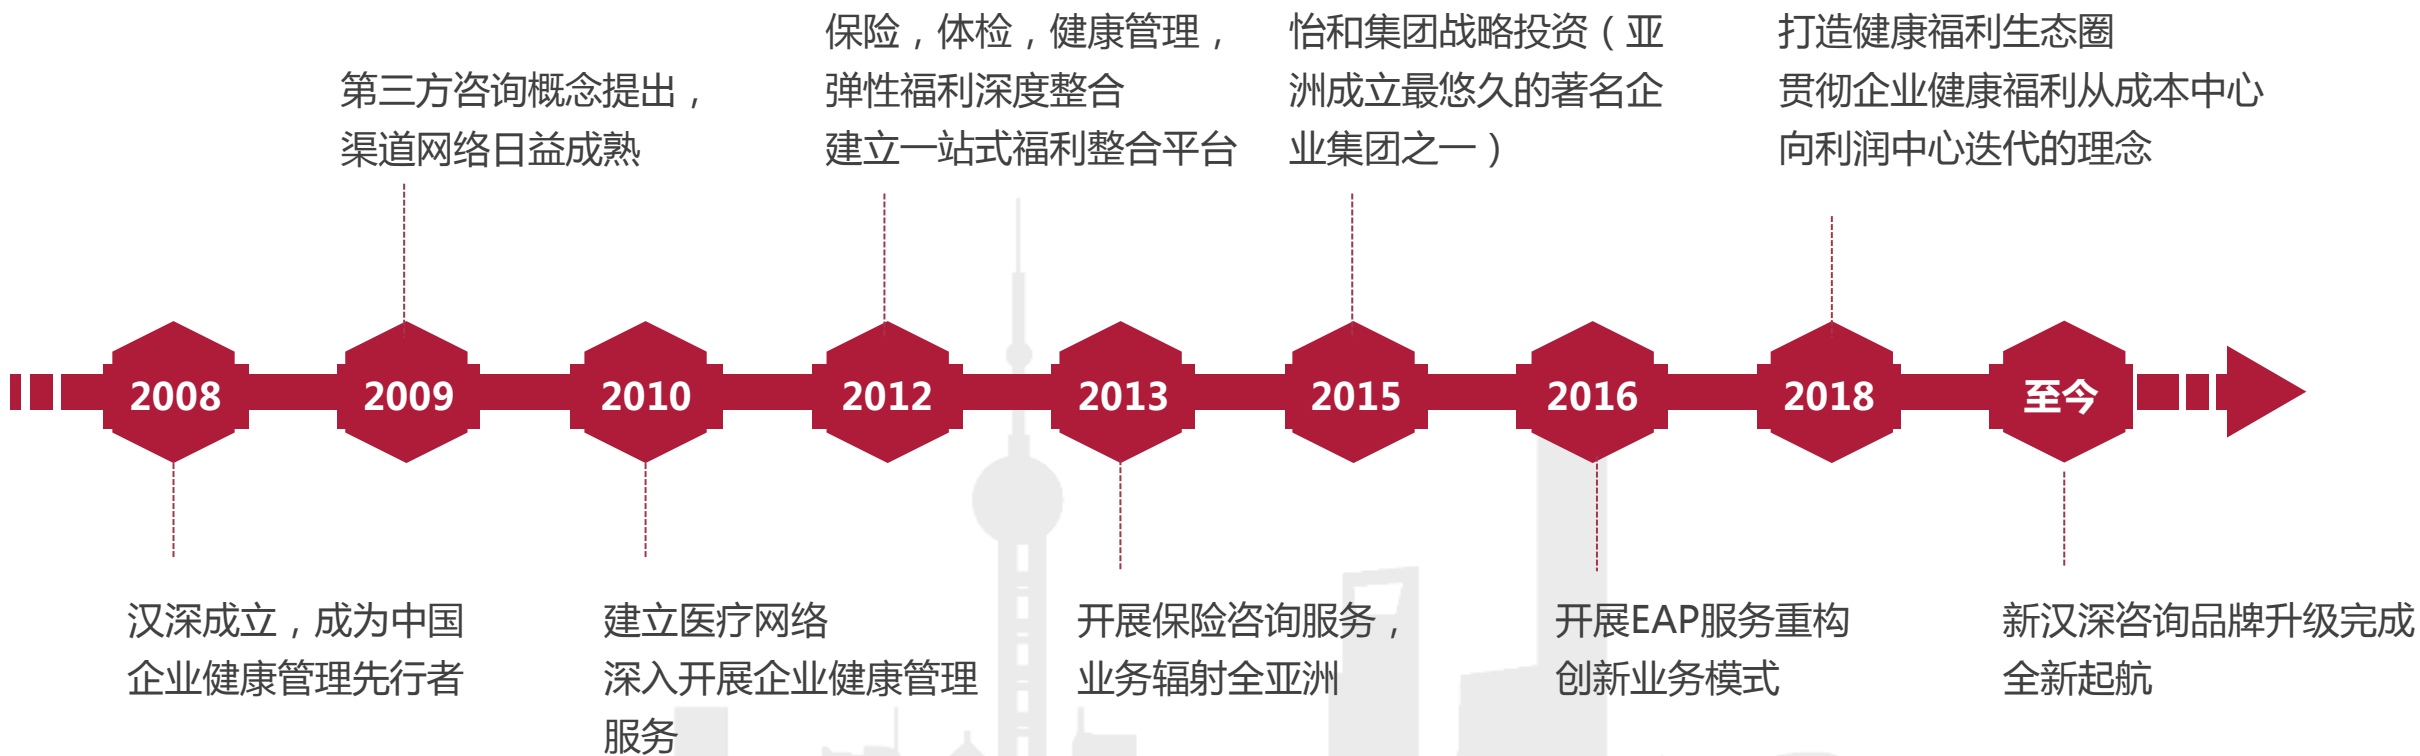 保险，体检，健康管理，
弹性福利深度整合
建立一站式福利整合平台
怡和集团战略投资（亚
洲成立最悠久的著名企
业集团之一）
打造健康福利生态圈
贯彻企业健康福利从成本中心
向利润中心迭代的理念
第三方咨询概念提出，
渠道网络日益成熟
2008
2009
2010
2012
2013
2015
2016
2018
至今
汉深成立，成为中国
企业健康管理先行者
建立医疗网络
深入开展企业健康管理
服务
开展保险咨询服务，
业务辐射全亚洲
开展EAP服务重构
创新业务模式
新汉深咨询品牌升级完成
全新起航